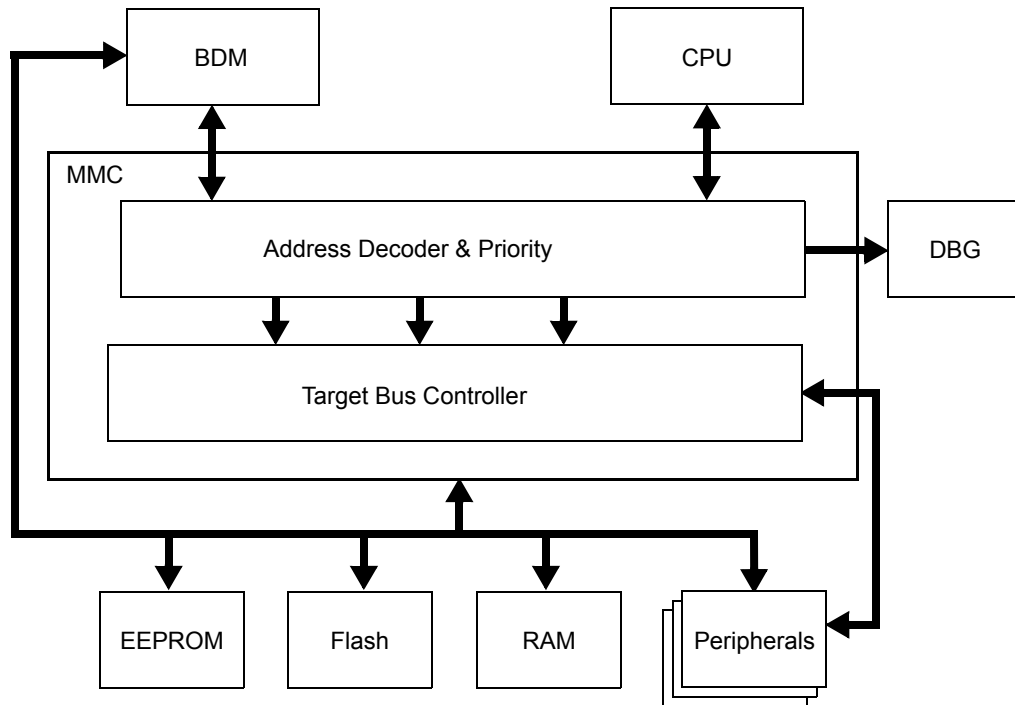 BDM
CPU
MMC
Address Decoder & Priority
DBG
Target Bus Controller
EEPROM
Flash
RAM
Peripherals